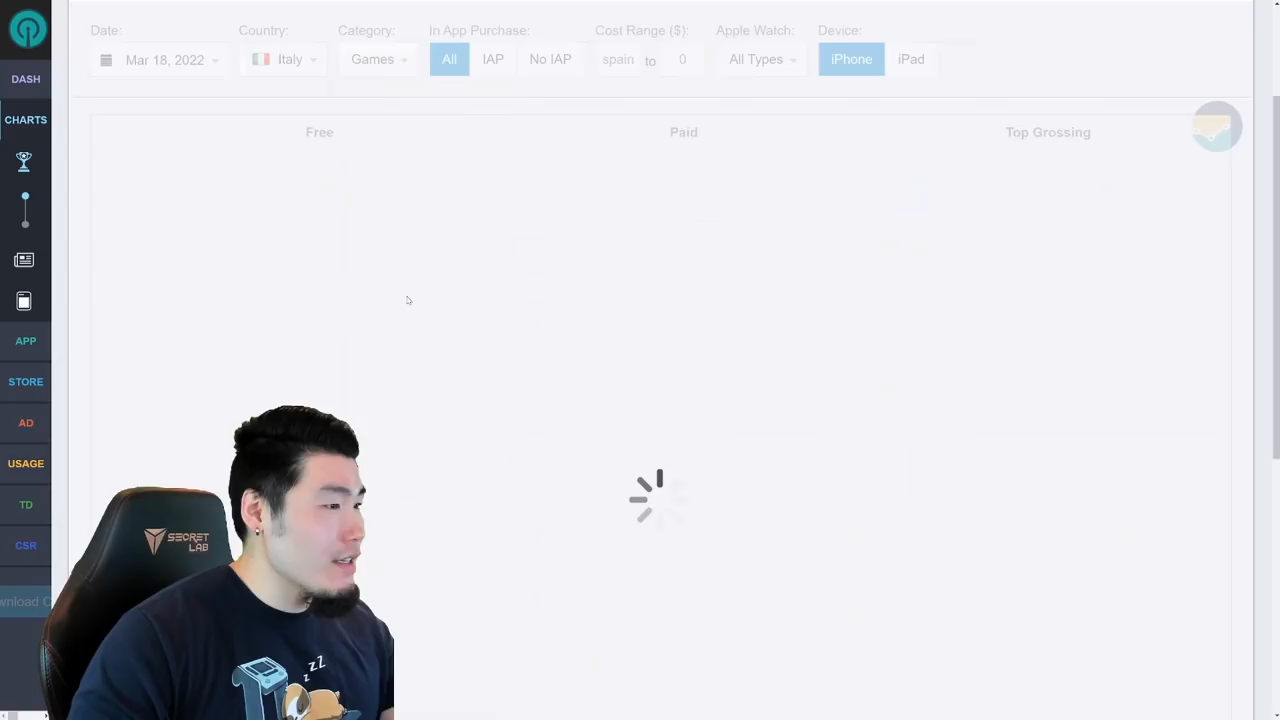 Date:
Country:
Category:
In App Purchase:
Cost Range ($):
Apple Watch:
Device:
Mar 18, 2022
Italy
Games
All
IAP
No IAP
spain
to
0
All Types
iPhone
iPad
Free
Paid
Top Grossing
DASH
CHARTS
APP
STORE
AD
USAGE
TD
CSR
wnload C
SECRET
LAB
z z Z